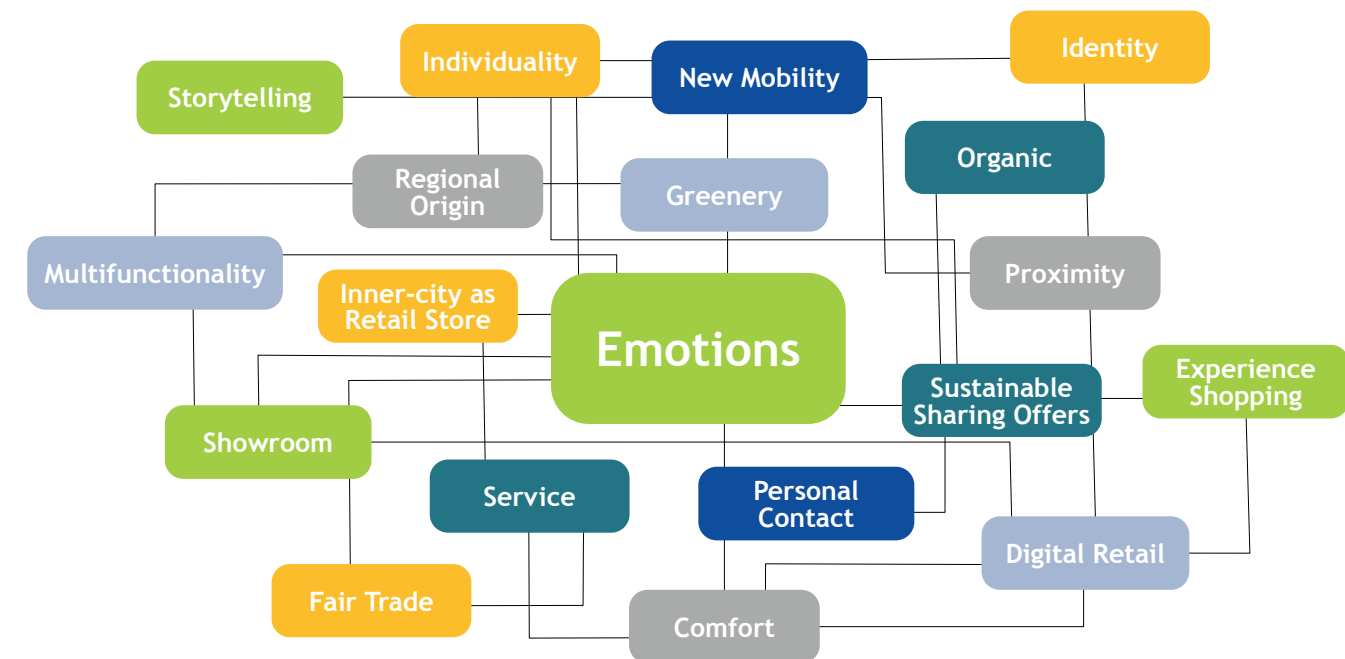 Individuality
New Mobility
Identity
Storytelling
Organic
Regional
Origin
Greenery
Multifunctionality
Proximity
Inner-city as
Retail Store
Emotions
Experience
Shopping
Sustainable
Sharing Offers
Showroom
Service
Personal
Contact
Digital Retail
Fair Trade
Comfort